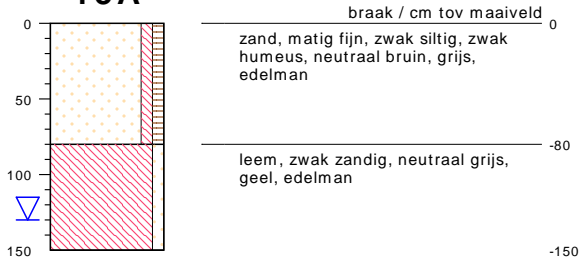 braak / cm tov maaiveld
0
0
zand, matig fijn, zwak siltig, zwak
humeus, neutraal bruin, grijs,
edelman
50
-80
leem, zwak zandig, neutraal grijs,
geel, edelman
100
150
-150